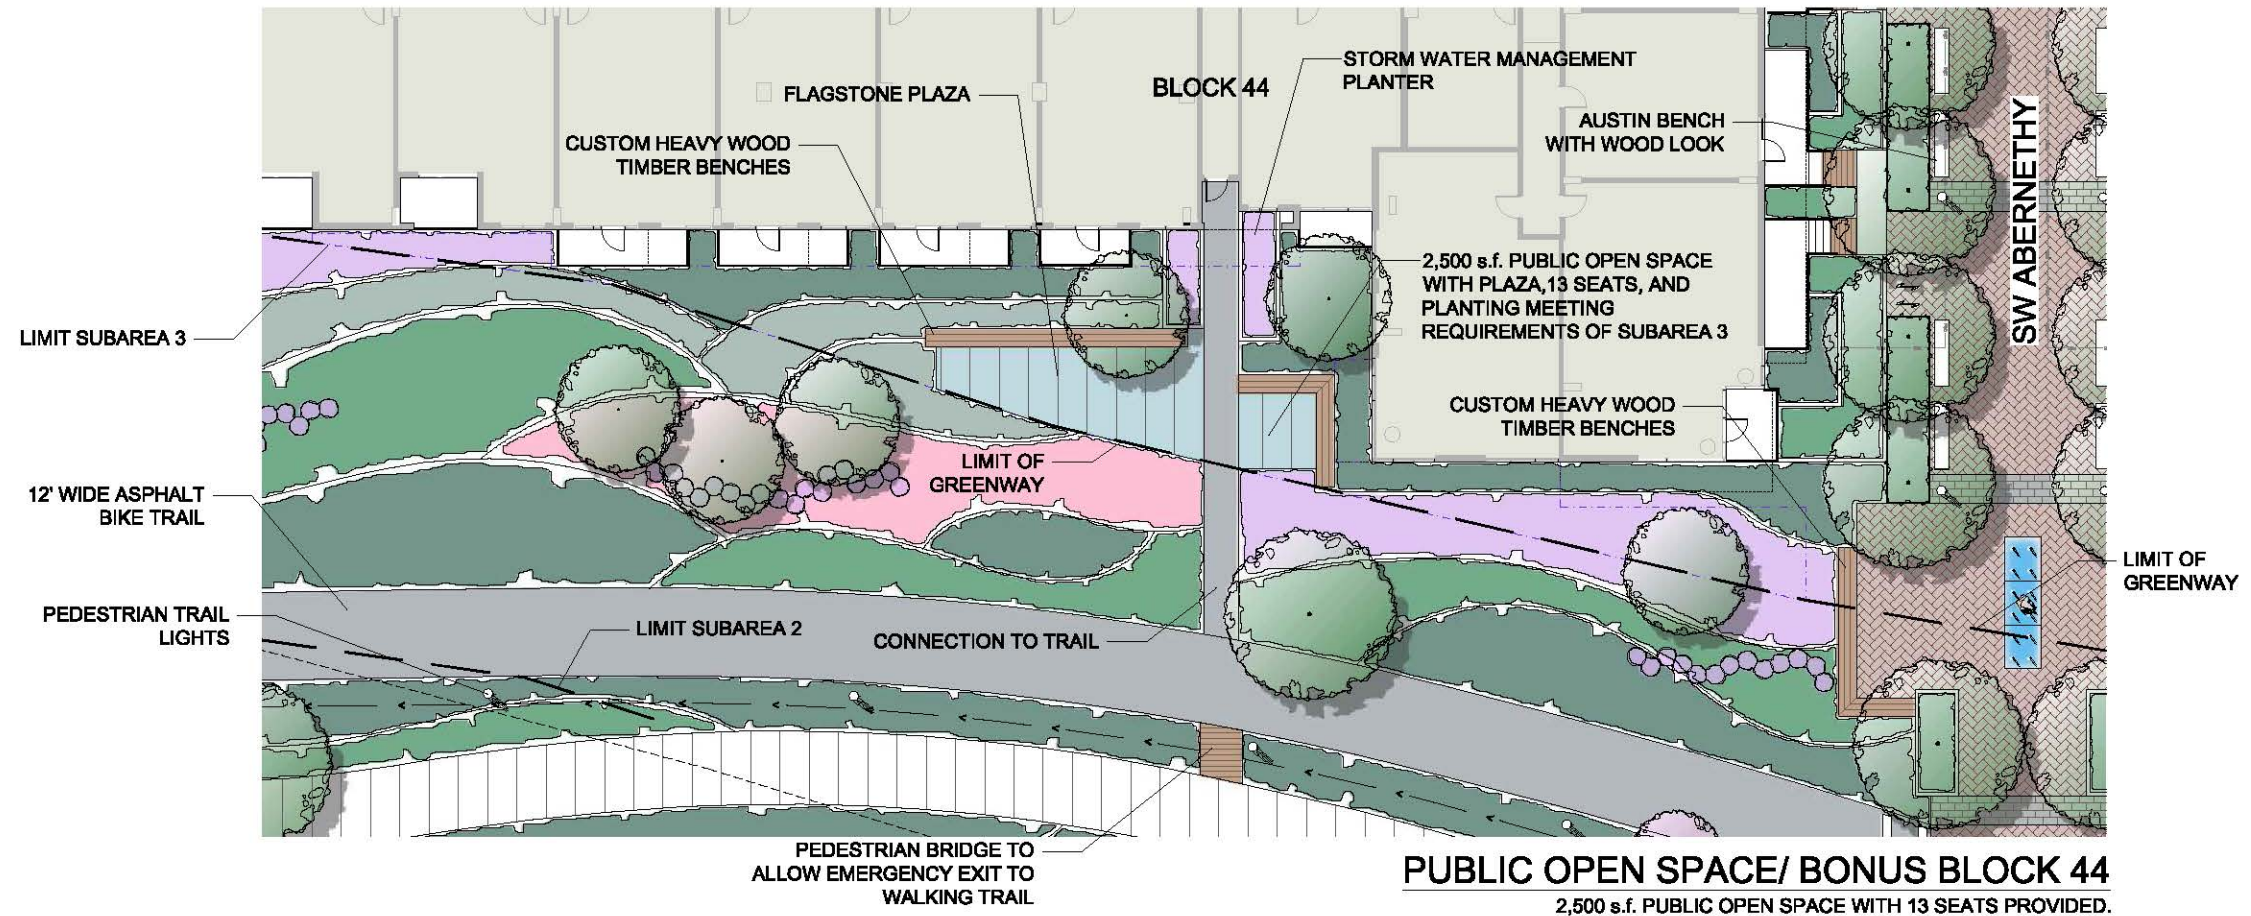 BLOCK 44
STORM WATER MANAGEMENT
PLANTER
FLAGSTONE PLAZA
CUSTOM HEAVY WOOD
TIMBER BENCHES
AUSTIN BENCH
WITH WOOD LOOK
SW ABERNETHY
2,500 s.f. PUBLIC OPEN SPACE
WITH PLAZA,13 SEATS, AND
PLANTING MEETING
REQUIREMENTS OF SUBAREA 3
LIMIT SUBAREA 3
CUSTOM HEAVY WOOD
TIMBER BENCHES
LIMIT OF
GREENWAY
12' WIDE ASPHALT
BIKE TRAIL
LIMIT OF
GREENWAY
PEDESTRIAN TRAIL
LIGHTS
LIMIT SUBAREA 2
CONNECTION TO TRAIL
PEDESTRIAN BRIDGE TO
ALLOW EMERGENCY EXIT TO
WALKING TRAIL
PUBLIC OPEN SPACE/ BONUS BLOCK 44
2,500 s.f. PUBLIC OPEN SPACE WITH 13 SEATS PROVIDED.